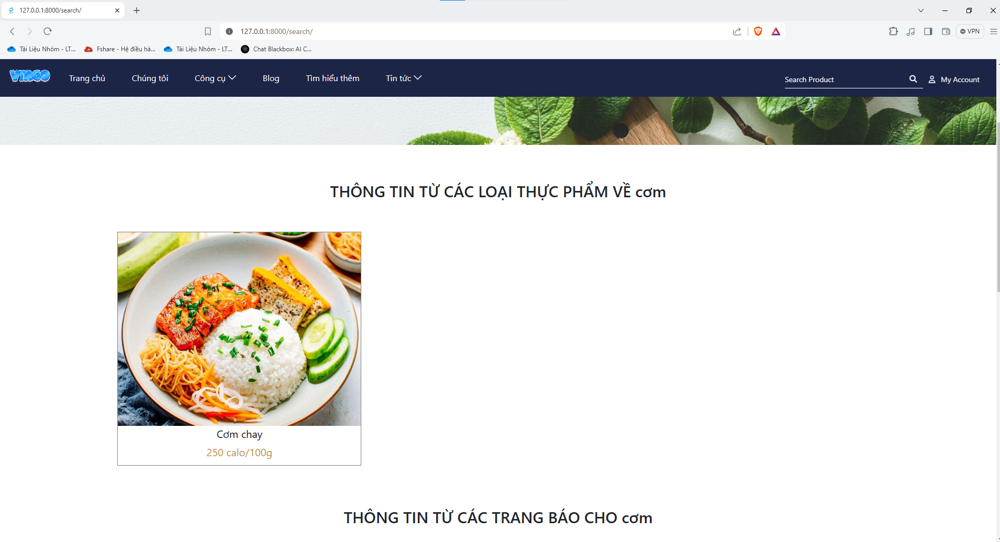 127.0.0.1:8000/search/
127.0.0.1:8000/search/
VPN
Tài Liệu Nhóm - LT...
Fshare - Hệ điều hà...
Tài Liệu Nhóm - LT...
Chat Blackbox: AI C...
VIRGO
Trang chủ
Chúng tôi
Công cụ
Blog
Tìm hiểu thêm
Tin tức
Search Product
My Account
THÔNG TIN TỪ CÁC LOẠI THỰC PHẨM VỀ cơm
Cơm chay
250 calo/100g
THÔNG TIN TỪ CÁC TRANG BÁO CHO cơm